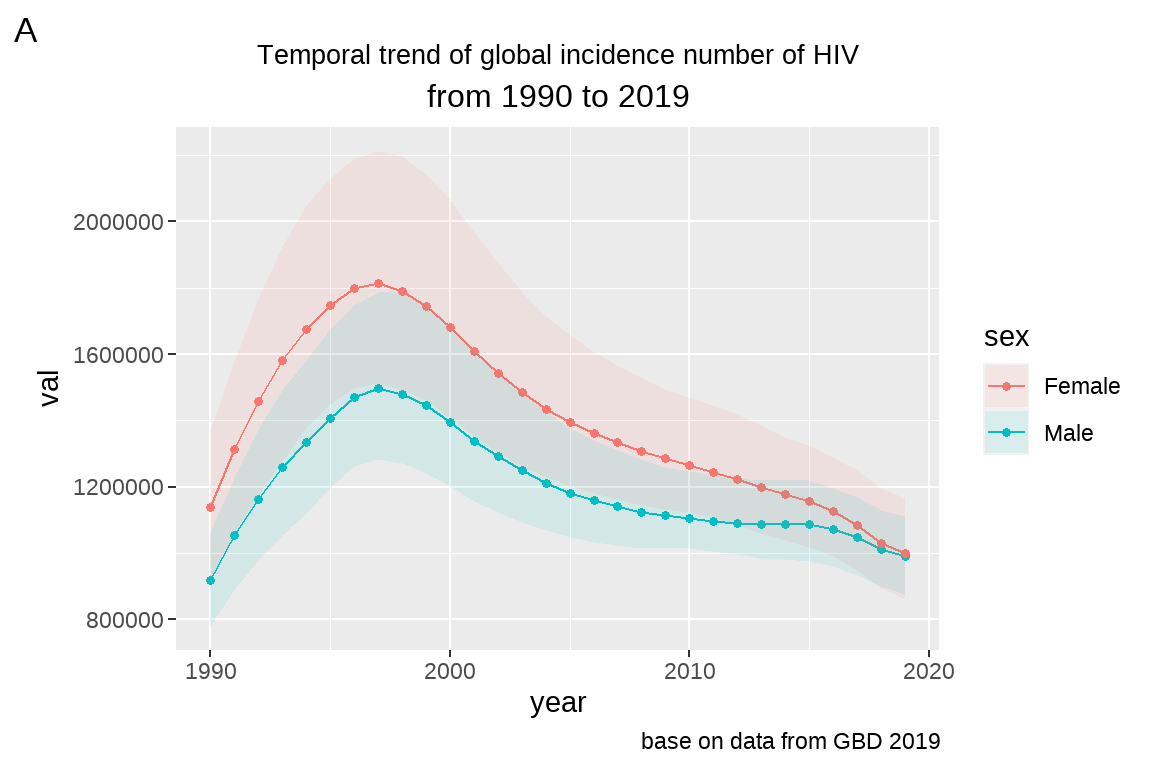 A
Temporal trend of global incidence number of HIV
from 1990 to 2019
val
2000000
1600000
1200000
800000
1990
2000
2010
2020
year
sex
Female
Male
base on data from GBD 2019